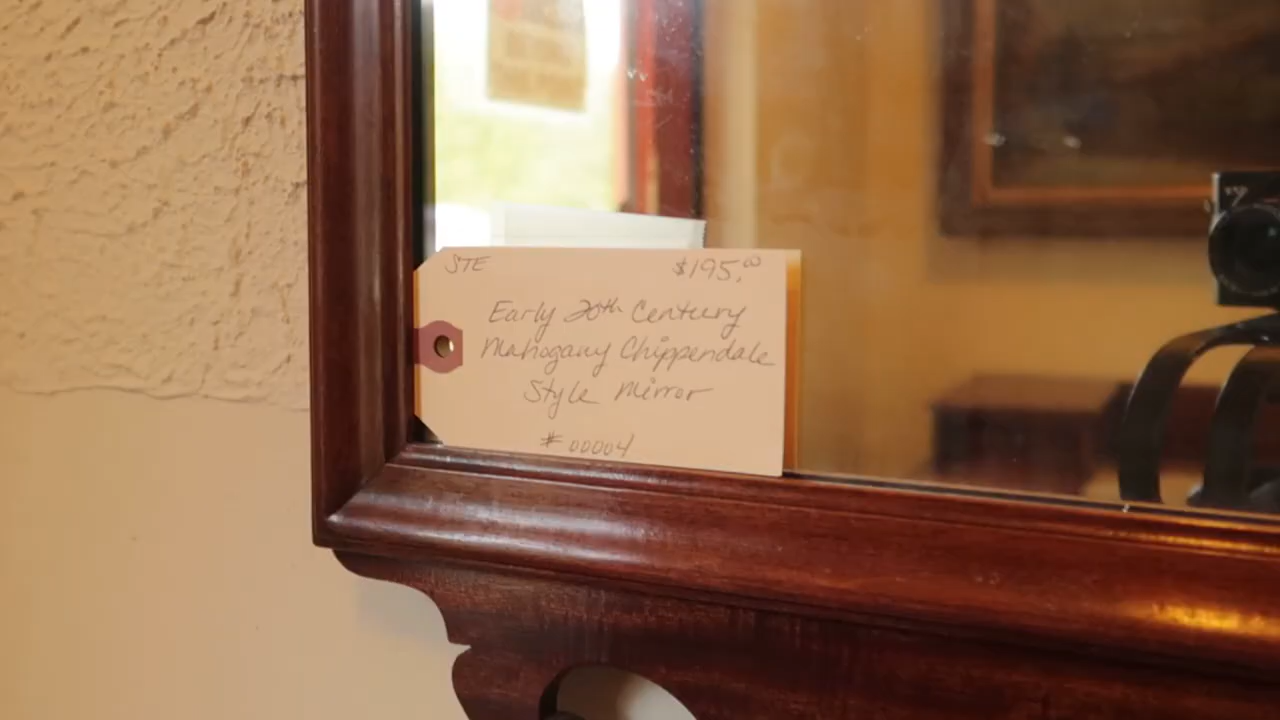 STE $195.00
Early 20th Century
Mahogany Chippendale
Style Mirror
#00004